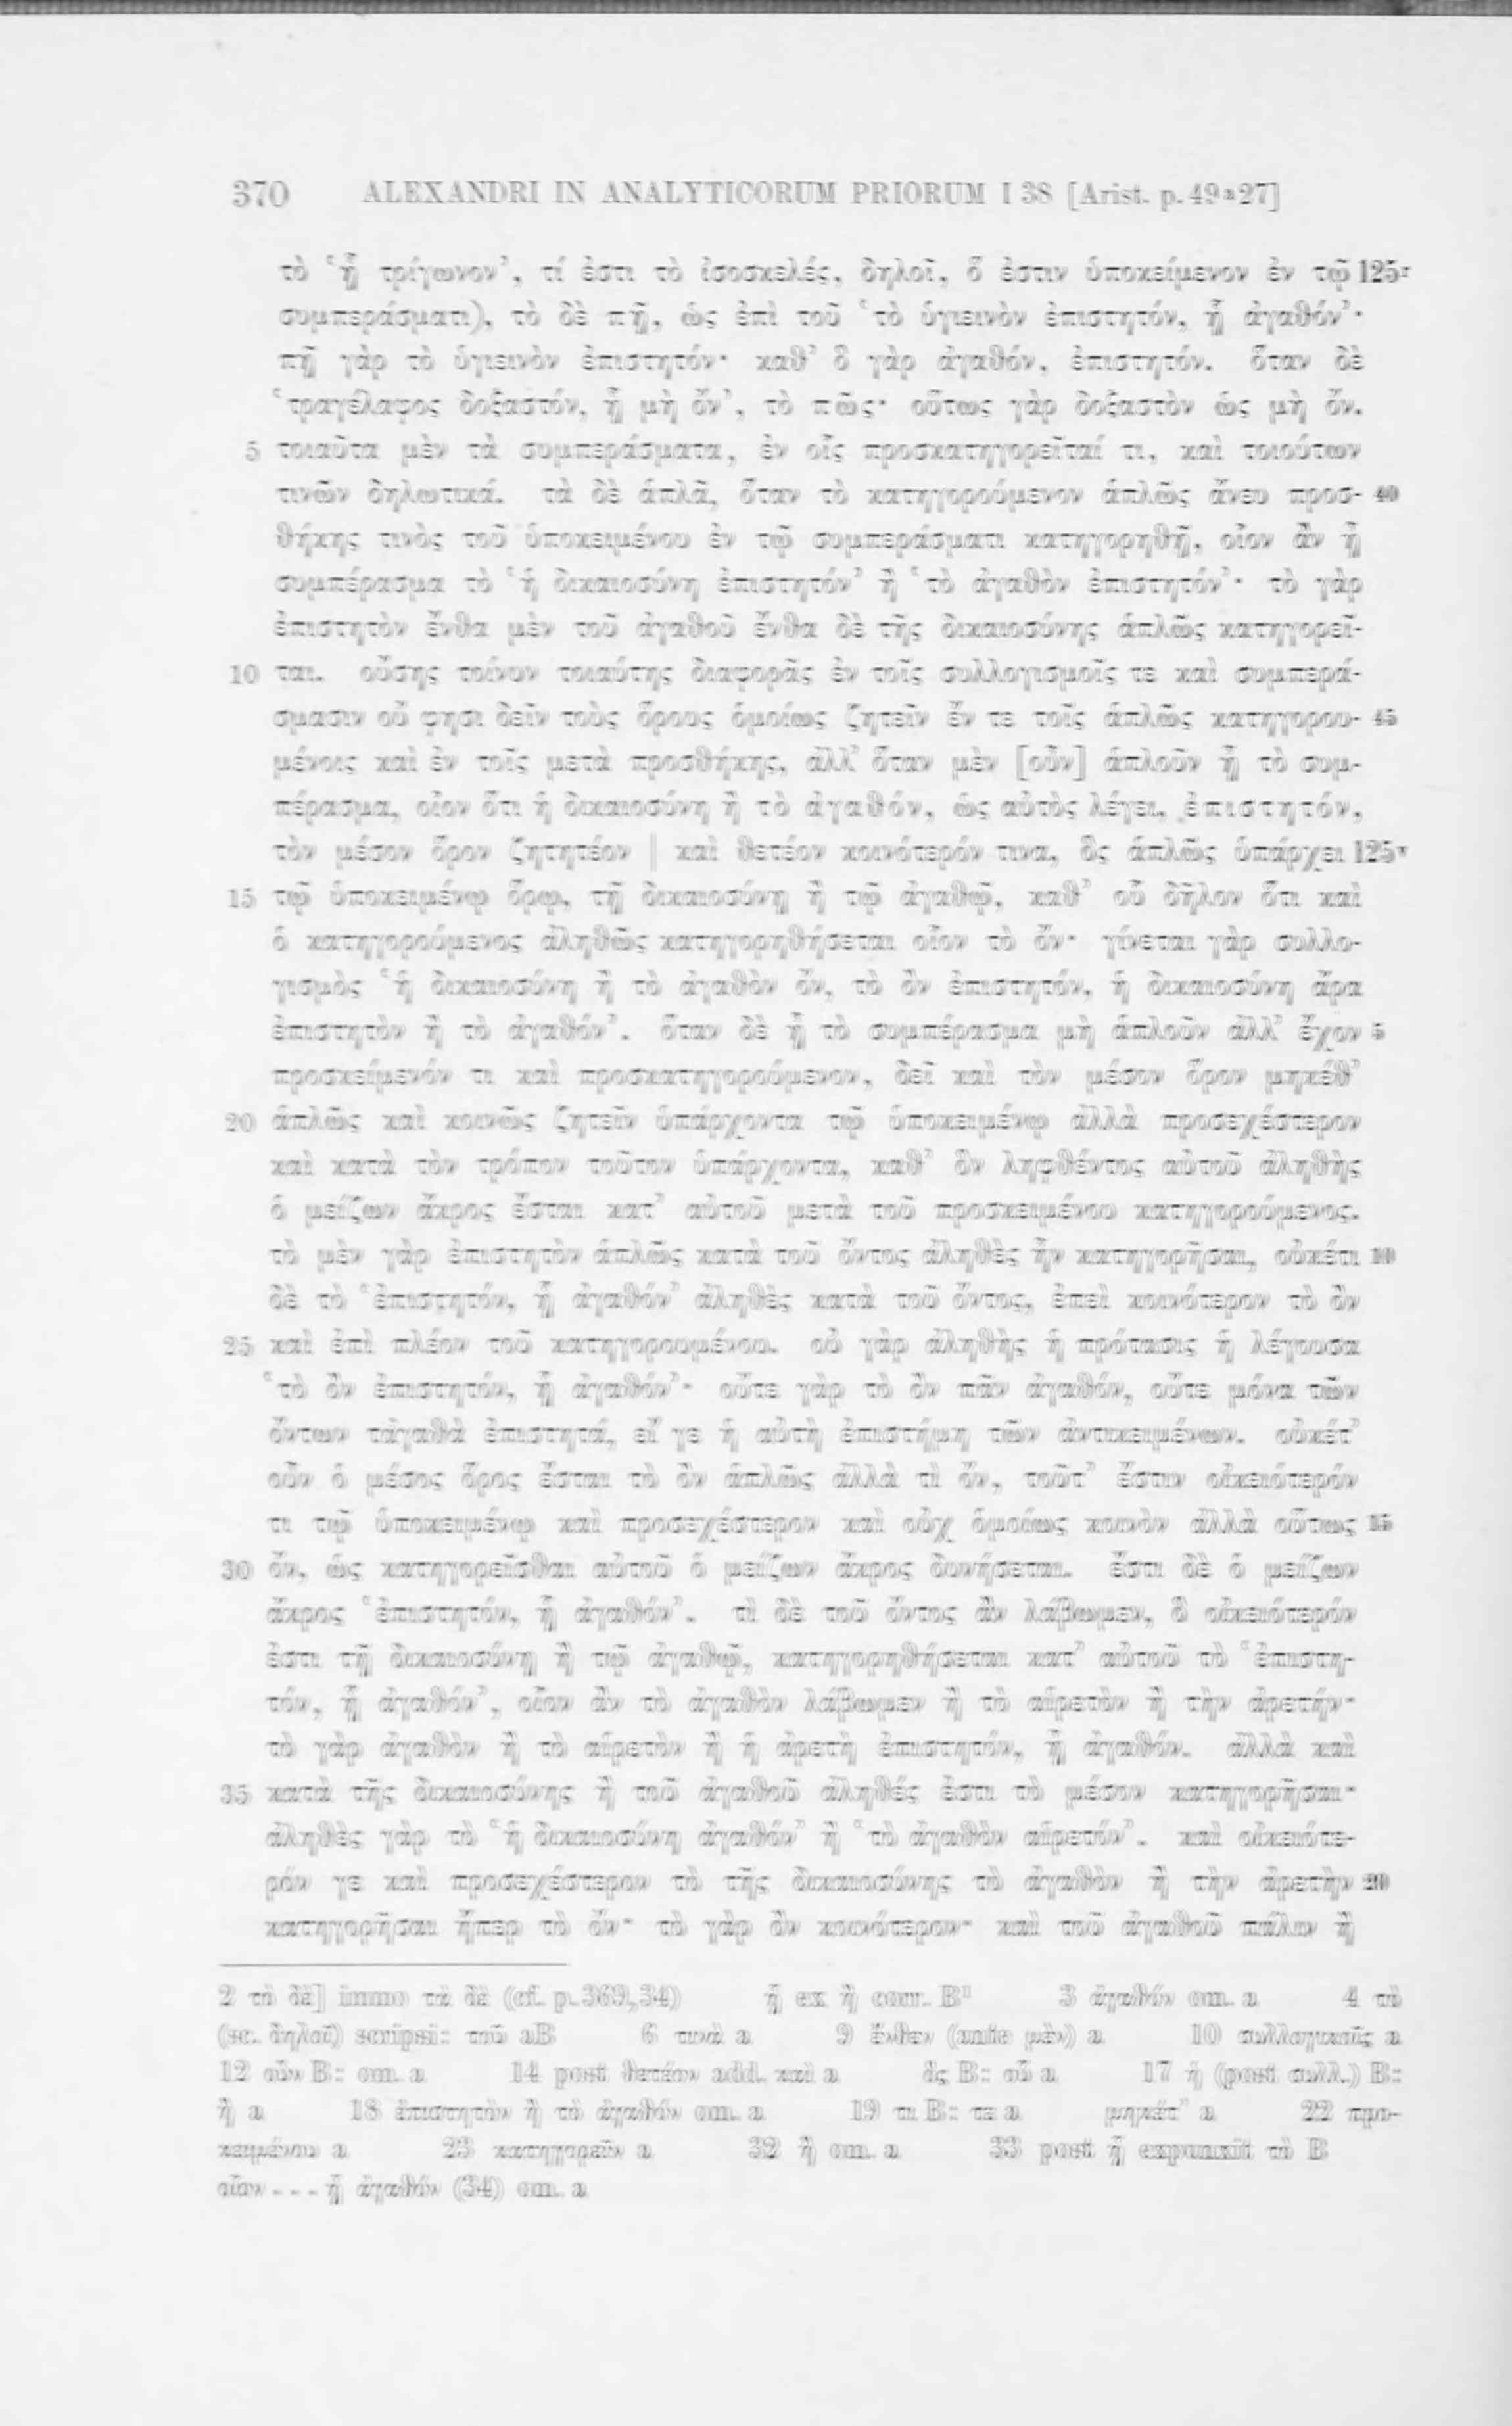 370 ALEXANDRI IN ANALYTICORUM PRIORUM I 38 [Arist. p. 49a27]
τὸ ‘ᾗ τρίγωνον’, τί ἐστι τὸ ἰσοσκελές, δηλοῖ, ὅ ἐστιν ὑποκείμενον ἐν τῷ 125r
συμπεράσματι), τὸ δὲ πῇ, ὡς ἐπὶ τοῦ ‘τὸ ὑγιεινὸν ἐπιστητόν, ᾗ ἀγαθόν’·
πῇ γὰρ τὸ ὑγιεινὸν ἐπιστητόν· καθ’ ὃ γὰρ ἀγαθόν, ἐπιστητόν. ὅταν δὲ
‘τραγέλαφος δοξαστόν, ᾗ μὴ ὄν’, τὸ πῶς· οὕτως γὰρ δοξαστὸν ὡς μὴ ὄν.
5 τοιαῦτα μὲν τὰ συμπεράσματα, ἐν οἷς προσκατηγορεῖταί τι, καὶ τοιούτων
τινῶν δηλωτικά. τὰ δὲ ἁπλᾶ, ὅταν τὸ κατηγορούμενον ἁπλῶς ἄνευ προσ- 40
θήκης τινὸς τοῦ ὑποκειμένου ἐν τῷ συμπεράσματι κατηγορηθῇ, οἷον ἂν ᾖ
συμπέρασμα τὸ ‘ἡ δικαιοσύνη ἐπιστητόν’ ἢ ‘τὸ ἀγαθὸν ἐπιστητόν’· τὸ γὰρ
ἐπιστητὸν ἔνθα μὲν τοῦ ἀγαθοῦ ἔνθα δὲ τῆς δικαιοσύνης ἁπλῶς κατηγορεῖ-
10 ται. οὔσης τοίνυν τοιαύτης διαφορᾶς ἐν τοῖς συλλογισμοῖς τε καὶ συμπερά-
σμασιν οὔ φησι δεῖν τοὺς ὅρους ὁμοίως ζητεῖν ἔν τε τοῖς ἁπλῶς κατηγορου- 45
μένοις καὶ ἐν τοῖς μετὰ προσθήκης, ἀλλ’ ὅταν μὲν [οὖν] ἁπλοῦν ᾖ τὸ συμ-
πέρασμα, οἷον ὅτι ἡ δικαιοσύνη ἢ τὸ ἀγαθόν, ὡς αὐτὸς λέγει, ἐπιστητόν,
τὸν μέσον ὅρον ζητητέον | καὶ θετέον κοινότερόν τινα, ὃς ἁπλῶς ὑπάρχει 125v
15 τῷ ὑποκειμένῳ ὅρῳ, τῇ δικαιοσύνῃ ἢ τῷ ἀγαθῷ, καθ’ οὗ δῆλον ὅτι καὶ
ὁ κατηγορούμενος ἀληθῶς κατηγορηθήσεται οἷον τὸ ὄν· γίνεται γὰρ συλλο-
γισμὸς ‘ἡ δικαιοσύνη ἢ τὸ ἀγαθὸν ὄν, τὸ ὂν ἐπιστητόν, ἡ δικαιοσύνη ἄρα
ἐπιστητὸν ἢ τὸ ἀγαθόν’. ὅταν δὲ ᾖ τὸ συμπέρασμα μὴ ἁπλοῦν ἀλλ’ ἔχον 5
προσκείμενόν τι καὶ προσκατηγορούμενον, δεῖ καὶ τὸν μέσον ὅρον μηκέθ’
20 ἁπλῶς καὶ κοινῶς ζητεῖν ὑπάρχοντα τῷ ὑποκειμένῳ ἀλλὰ προσεχέστερον
καὶ κατὰ τὸν τρόπον τοῦτον ὑπάρχοντα, καθ’ ὃν ληφθέντος αὐτοῦ ἀληθὴς
ὁ μείζων ἄκρος ἔσται κατ’ αὐτοῦ μετὰ τοῦ προσκειμένου κατηγορούμενος.
τὸ μὲν γὰρ ἐπιστητὸν ἁπλῶς κατὰ τοῦ ὄντος ἀληθὲς ἦν κατηγορῆσαι, οὐκέτι 10
δὲ τὸ ‘ἐπιστητόν, ᾗ ἀγαθόν’ ἀληθὲς κατὰ τοῦ ὄντος, ἐπεὶ κοινότερον τὸ ὂν
25 καὶ ἐπὶ πλέον τοῦ κατηγορουμένου. οὐ γὰρ ἀληθὴς ἡ πρότασις ἡ λέγουσα
‘τὸ ὂν ἐπιστητόν, ᾗ ἀγαθόν’· οὔτε γὰρ τὸ ὂν πᾶν ἀγαθόν, οὔτε μόνα τῶν
ὄντων τἀγαθὰ ἐπιστητά, εἴ γε ἡ αὐτὴ ἐπιστήμη τῶν ἀντικειμένων. οὐκέτ’
οὖν ὁ μέσος ὅρος ἔσται τὸ ὂν ἁπλῶς ἀλλὰ τὶ ὄν, τοῦτ’ ἔστιν οἰκειότερόν
τι τῷ ὑποκειμένῳ καὶ προσεχέστερον καὶ οὐχ ὁμοίως κοινὸν ἀλλὰ οὕτως 15
30 ὄν, ὡς κατηγορεῖσθαι αὐτοῦ ὁ μείζων ἄκρος δυνήσεται. ἔστι δὲ ὁ μείζων
ἄκρος ‘ἐπιστητόν, ᾗ ἀγαθόν’. τὶ δὲ τοῦ ὄντος ἂν λάβωμεν, ὃ οἰκειότερόν
ἐστι τῇ δικαιοσύνῃ ἢ τῷ ἀγαθῷ, κατηγορηθήσεται κατ’ αὐτοῦ τὸ ‘ἐπιστη-
τόν, ᾗ ἀγαθόν’, οἷον ἂν τὸ ἀγαθὸν λάβωμεν ἢ τὸ αἱρετὸν ἢ τὴν ἀρετήν·
τὸ γὰρ ἀγαθὸν ἢ τὸ αἱρετὸν ἢ ἡ ἀρετὴ ἐπιστητόν, ᾗ ἀγαθόν. ἀλλὰ καὶ
35 κατὰ τῆς δικαιοσύνης ἢ τοῦ ἀγαθοῦ ἀληθές ἐστι τὸ μέσον κατηγορῆσαι·
ἀληθὲς γὰρ τὸ ‘ἡ δικαιοσύνη ἀγαθόν’ ἢ ‘τὸ ἀγαθὸν αἱρετόν’. καὶ οἰκειότε-
ρόν γε καὶ προσεχέστερον τὸ τῆς δικαιοσύνης τὸ ἀγαθὸν ἢ τὴν ἀρετὴν 20
κατηγορῆσαι ἤπερ τὸ ὄν· τὸ γὰρ ὂν κοινότερον· καὶ τοῦ ἀγαθοῦ πάλιν ἢ
2 τὸ δὲ] immo τὰ δὲ (cf. p. 369,34) ᾗ ex ἢ corr. B1 3 ἀγαθόν om. a 4 τὸ
(sc. δηλοῖ) scripsi: τοῦ aB 6 τινὰ a 9 ἔνθεν (ante μὲν) a 10 συλλογιστικοῖς a
12 οὖν B: om. a 14 post θετέον add. καὶ a ὃς B: οὗ a 17 ἡ (post συλλ.) B:
ἢ a 18 ἐπιστητὸν ἢ τὸ ἀγαθόν om. a 19 τι B: τε a μηκέτ’ a 22 προ-
κειμένου a 23 κατηγορεῖν a 32 ἢ om. a 33 post ᾗ expunxit τὸ B
οἷον - - - ᾗ ἀγαθόν (34) om. a